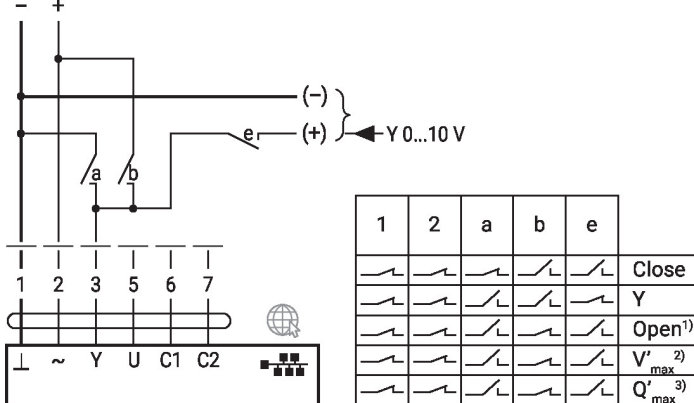 − +
(−)
e (+) Y 0...10 V
a b
1 2 3 5 6 7
⊥ ~ Y U C1 C2
1 2 a b e
Close
Y
Open¹⁾
V'max ²⁾
Q'max ³⁾